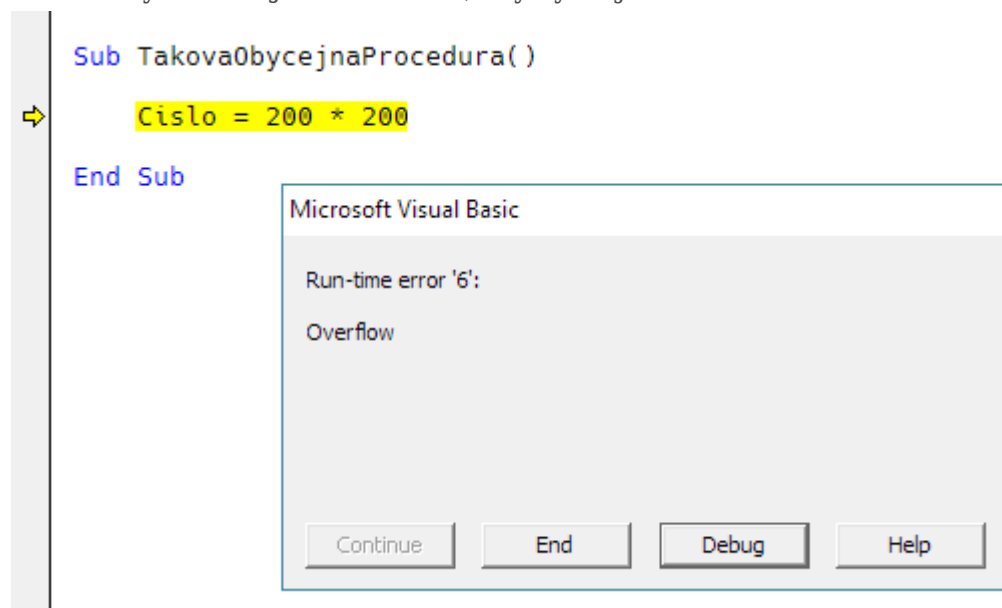 Sub TakovaObycejnaProcedura()
Cislo = 200 * 200
End Sub
Microsoft Visual Basic
Run-time error '6':
Overflow
Continue
End
Debug
Help